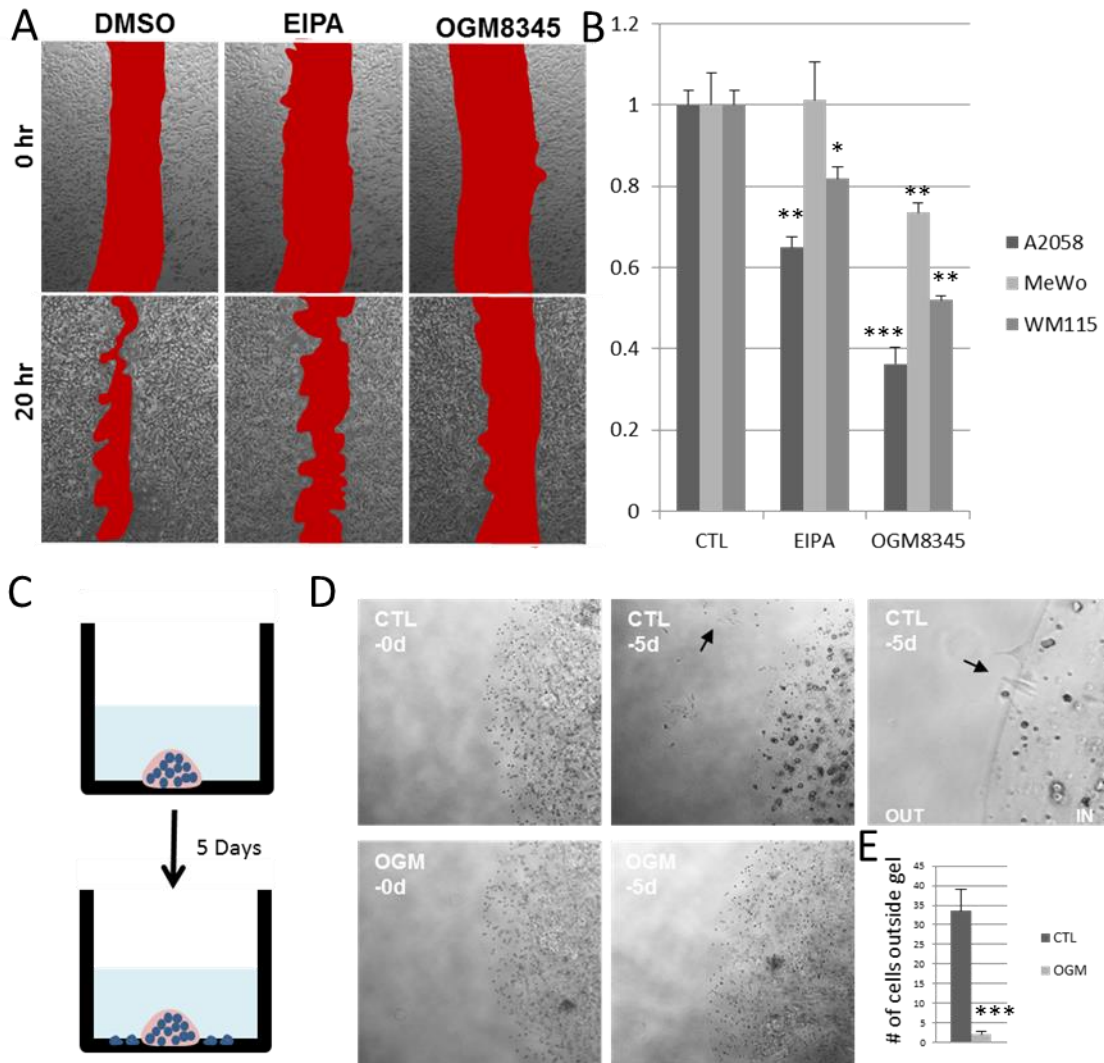 A
DMSO EIPA OGM8345
0 hr
20 hr
B
1.2
1
0.8
0.6
0.4
0.2
0
*
**
**
**
***
CTL EIPA OGM8345
A2058
MeWo
WM115
C
5 Days
D
CTL
-0d
CTL
-5d
CTL
-5d
OUT IN
OGM
-0d
OGM
-5d
E
# of cells outside gel
45
40
35
30
25
20
15
10
5
0
***
CTL
OGM